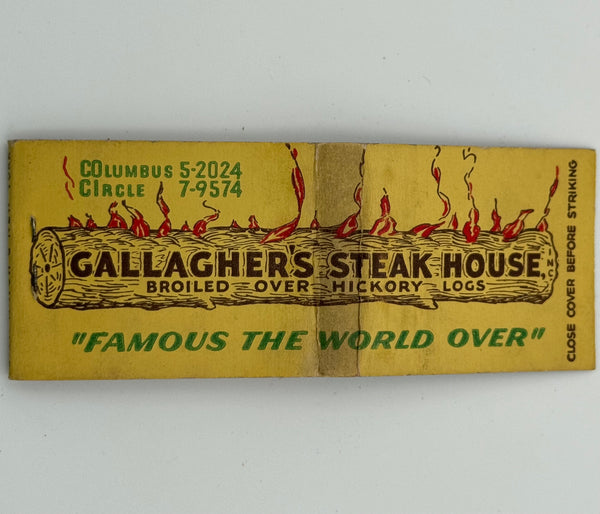 COlumbus 5-2024
CIrcle 7-9574
GALLAGHER'S STEAK HOUSE, INC.
BROILED OVER HICKORY LOGS
"FAMOUS THE WORLD OVER"
CLOSE COVER BEFORE STRIKING